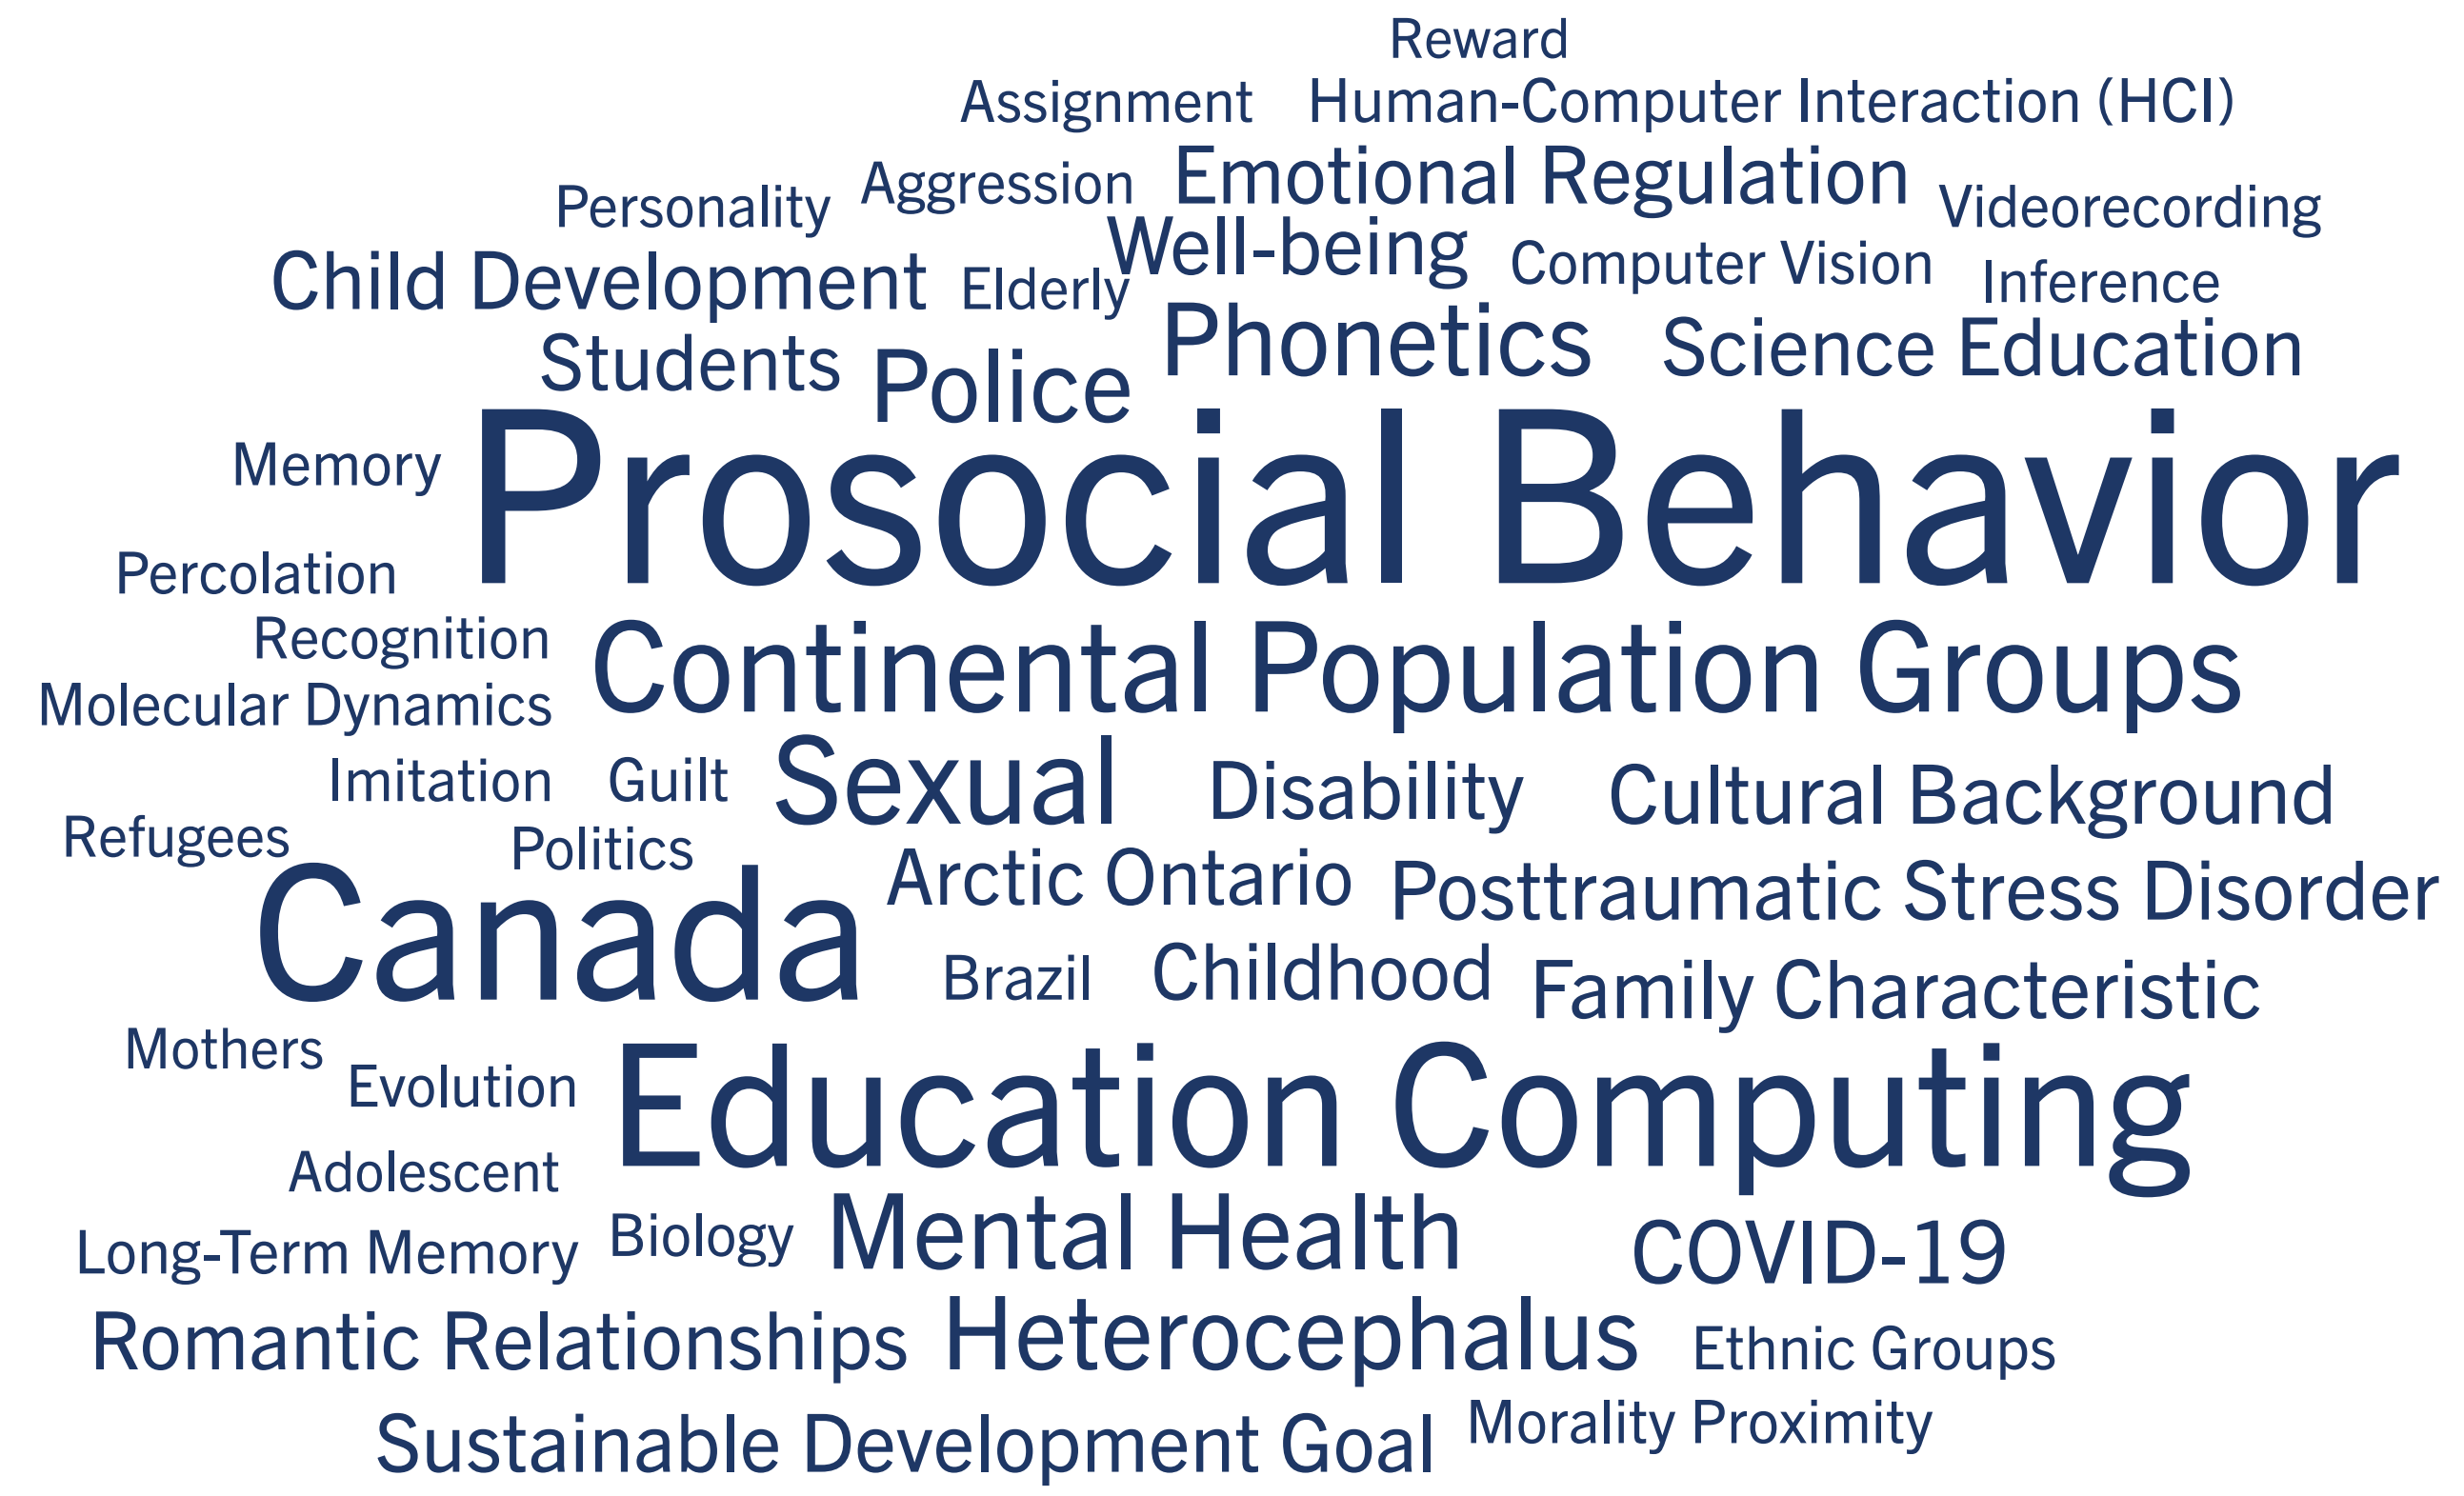 Reward
Assignment
Human-Computer Interaction (HCI)
Personality
Aggression
Emotional Regulation
Videorecording
Child Development
Elderly
Well-being
Computer Vision
Inference
Students
Police
Phonetics
Science Education
Memory
Prosocial Behavior
Percolation
Recognition
Continental Population Groups
Molecular Dynamics
Imitation
Guilt
Sexual
Disability
Cultural Background
Refugees
Politics
Arctic
Ontario
Posttraumatic Stress Disorder
Canada
Brazil
Childhood
Family Characteristic
Mothers
Evolution
Education Computing
Adolescent
Long-Term Memory
Biology
Mental Health
COVID-19
Romantic Relationships
Heterocephalus
Ethnic Groups
Sustainable Development Goal
Morality
Proximity